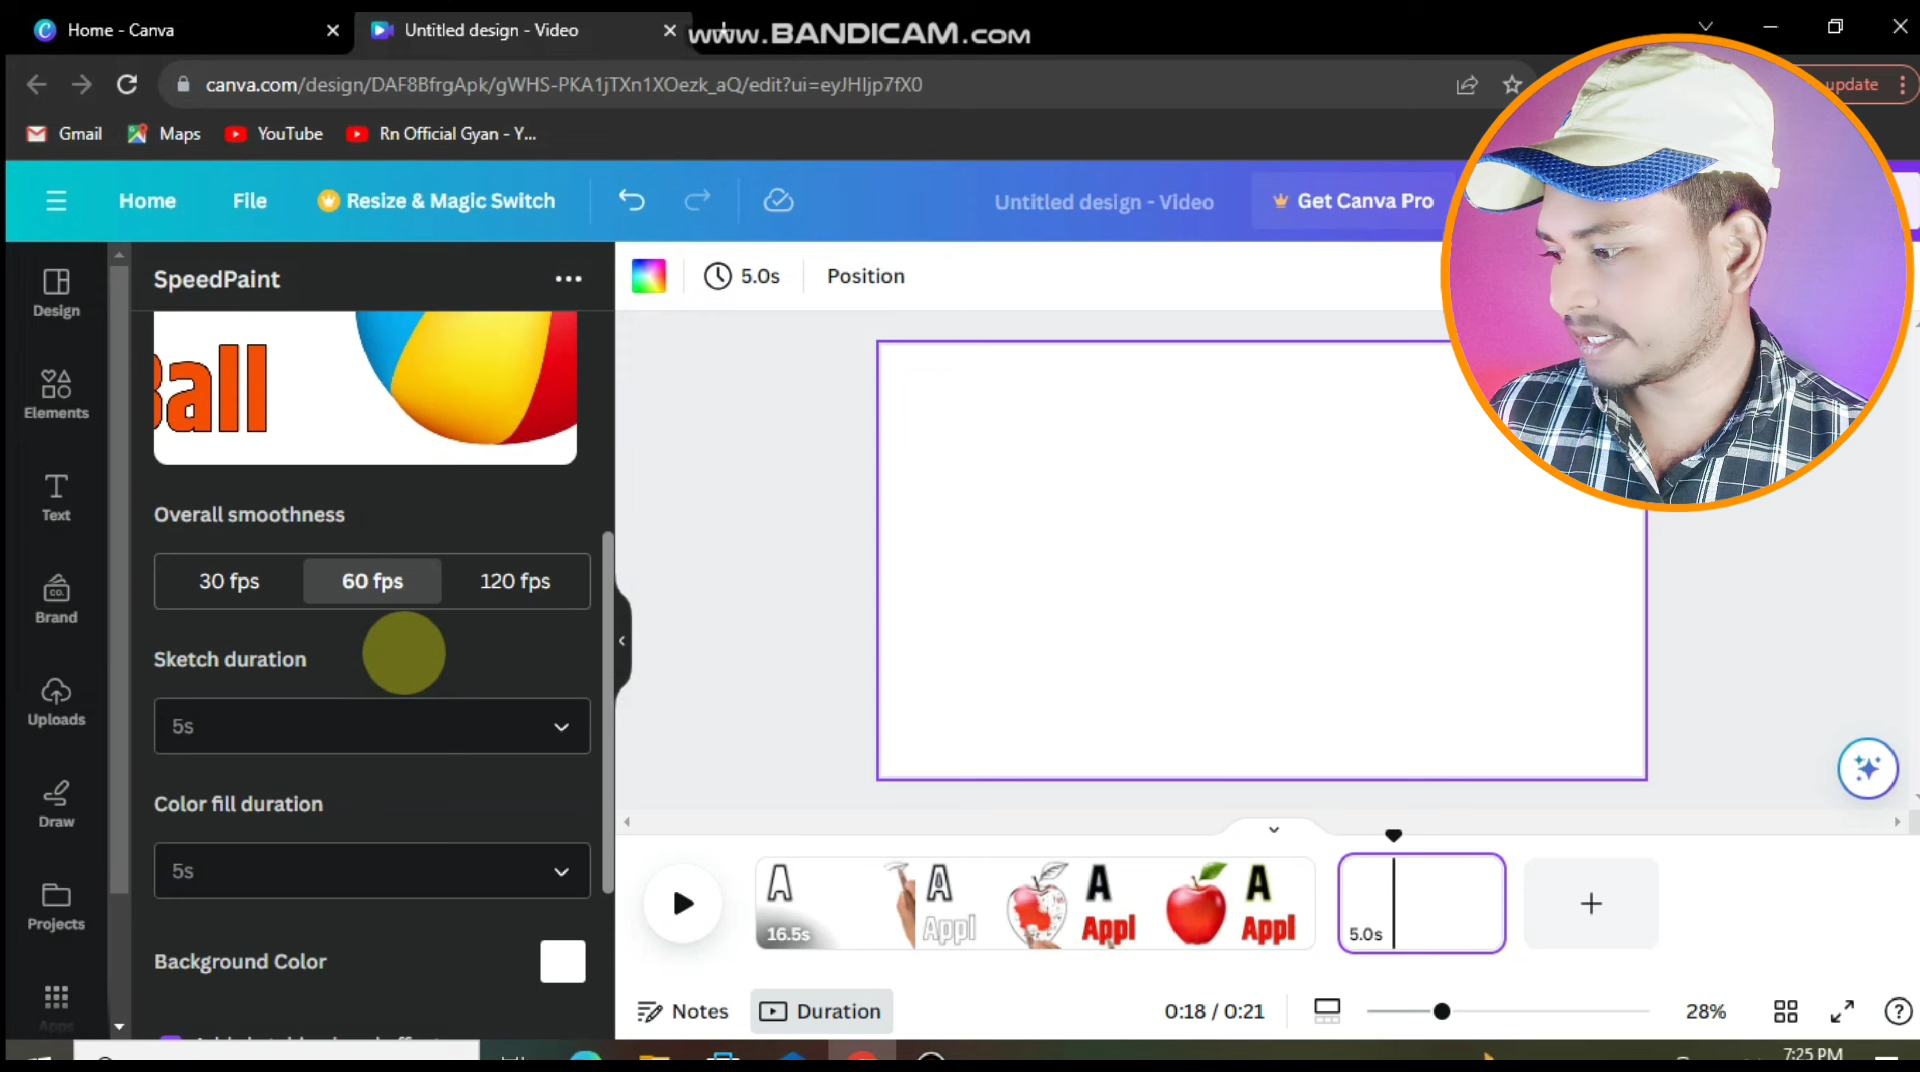 Home - Canva
Untitled design - Video
www.BANDICAM.com
canva.com/design/DAF8BfrgApk/gWHS-PKA1jTXn1XOezk_aQ/edit?ui=eyJHIjp7fX0
update
Gmail
Maps
YouTube
Rn Official Gyan - Y...
Home
File
Resize & Magic Switch
Untitled design - Video
Get Canva Pro
Design
Elements
Text
Brand
CO.
Uploads
Draw
Projects
Apps
SpeedPaint
Ball
Overall smoothness
30 fps
60 fps
120 fps
Sketch duration
5s
Color fill duration
5s
Background Color
5.0s
Position
A
16.5s
A
Appl
A
Appl
A
Appl
5.0s
Notes
Duration
0:18 / 0:21
28%
7:25 PM